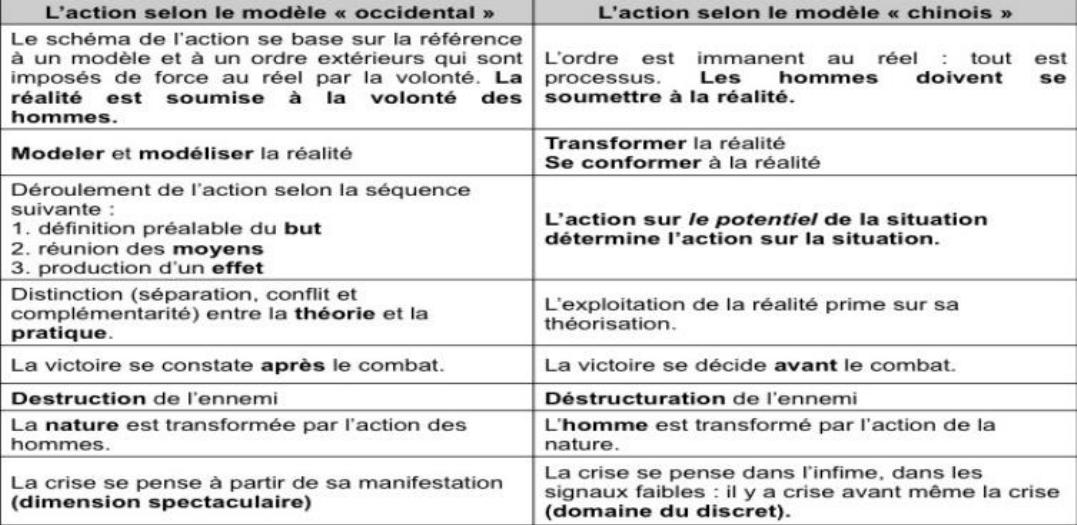 L'action selon le modèle « occidental »
L'action selon le modèle « chinois »
Le schéma de l'action se base sur la référence
à un modèle et à un ordre extérieurs qui sont
imposés de force au réel par la volonté. La
réalité est soumise à la volonté des
hommes.
L'ordre est immanent au réel : tout est
processus. Les hommes doivent se
soumettre à la réalité.
Modeler et modéliser la réalité
Transformer la réalité
Se conformer à la réalité
Déroulement de l'action selon la séquence
suivante :
1. définition préalable du but
2. réunion des moyens
3. production d'un effet
L'action sur le potentiel de la situation
détermine l'action sur la situation.
Distinction (séparation, conflit et
complémentarité) entre la théorie et la
pratique.
L'exploitation de la réalité prime sur sa
théorisation.
La victoire se constate après le combat.
La victoire se décide avant le combat.
Destruction de l'ennemi
Déstructuration de l'ennemi
La nature est transformée par l'action des
hommes.
L'homme est transformé par l'action de la
nature.
La crise se pense à partir de sa manifestation
(dimension spectaculaire)
La crise se pense dans l'infime, dans les
signaux faibles : il y a crise avant même la crise
(domaine du discret).